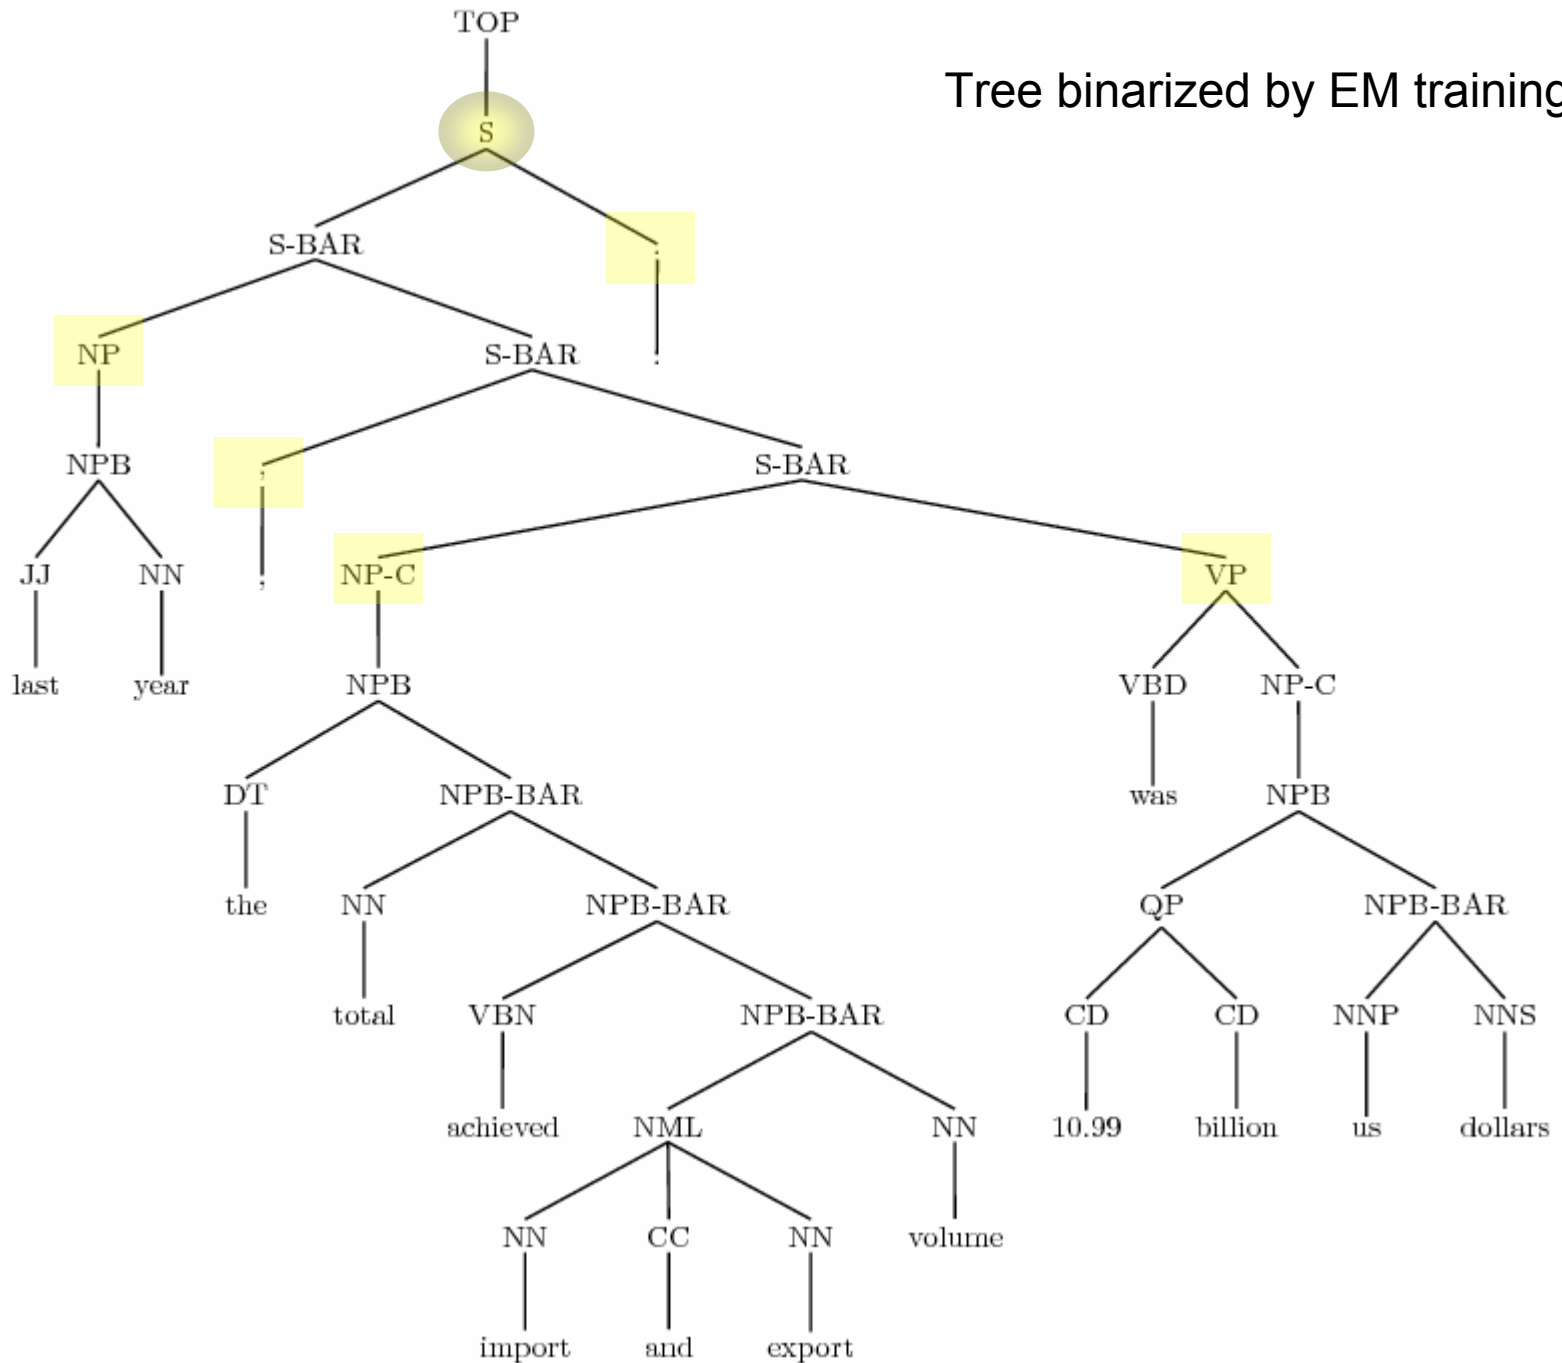 TOP
Tree binarized by EM training
S
S-BAR .
NP S-BAR .
NPB , S-BAR
JJ NN , NP-C VP
last year NPB VBD NP-C
DT NPB-BAR was NPB
the NN NPB-BAR QP NPB-BAR
total VBN NPB-BAR CD CD NNP NNS
achieved NML NN 10.99 billion us dollars
NN CC NN volume
import and export